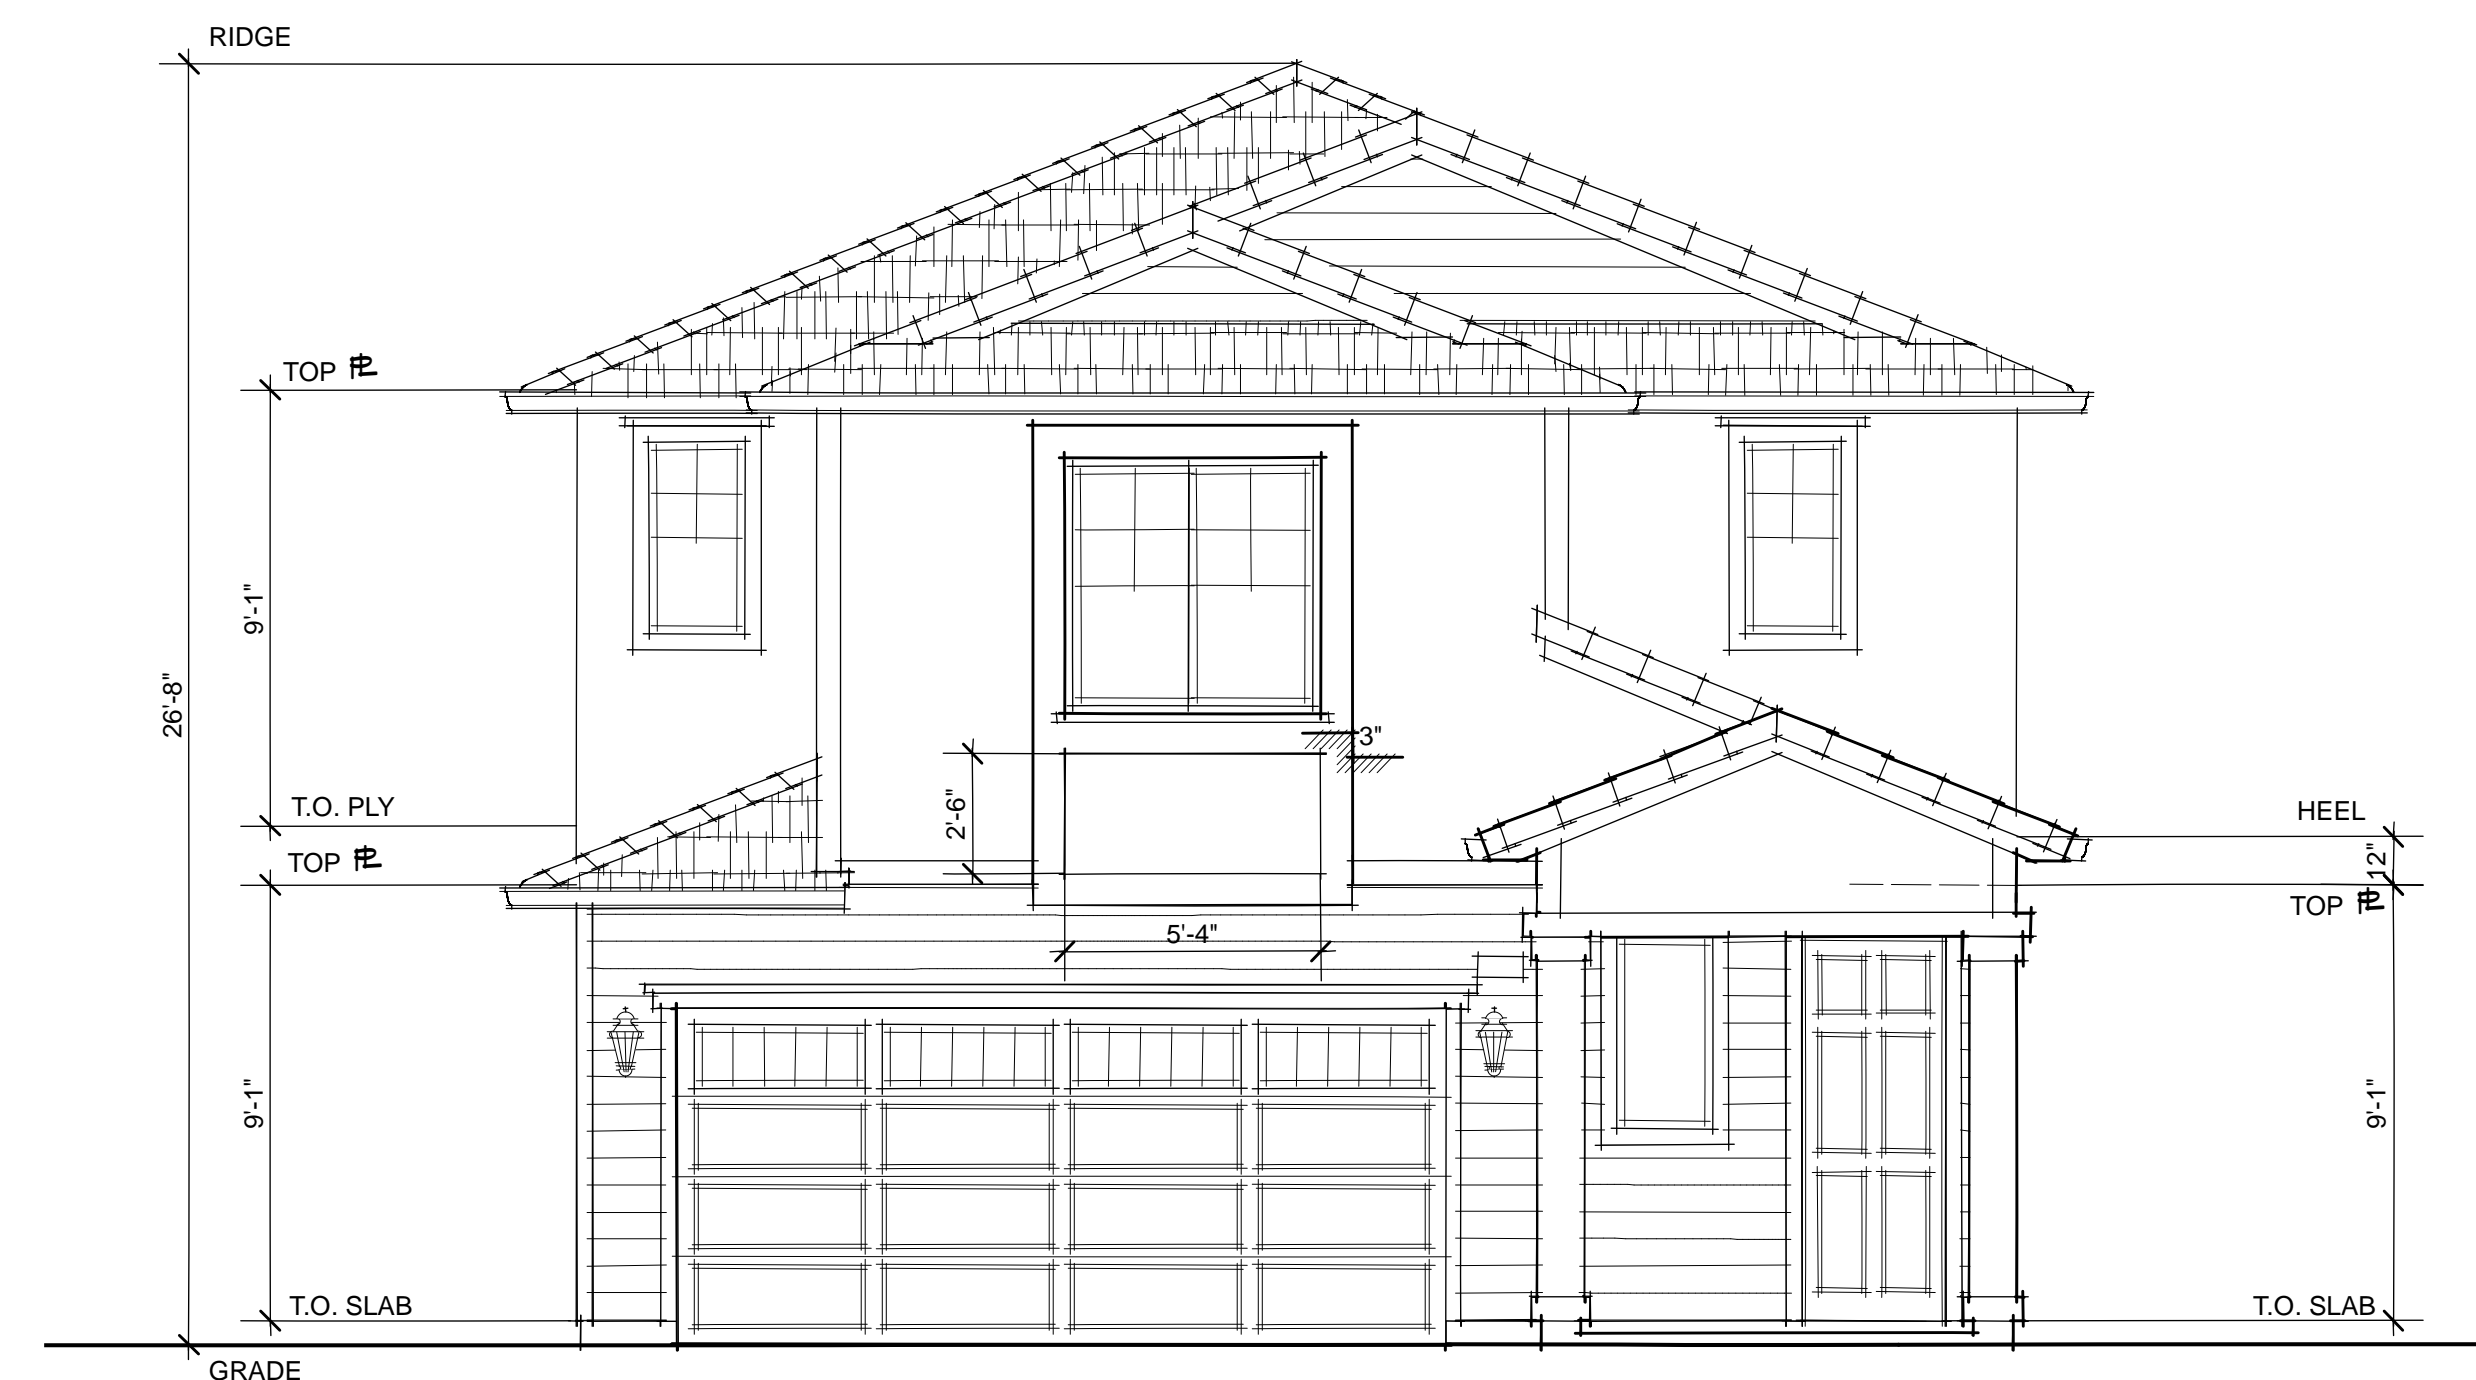 RIDGE
TOP PL
9'-1"
26'-8"
3"
T.O. PLY
2'-6"
HEEL
TOP PL
12"
TOP PL
5'-4"
9'-1"
9'-1"
T.O. SLAB
T.O. SLAB
GRADE